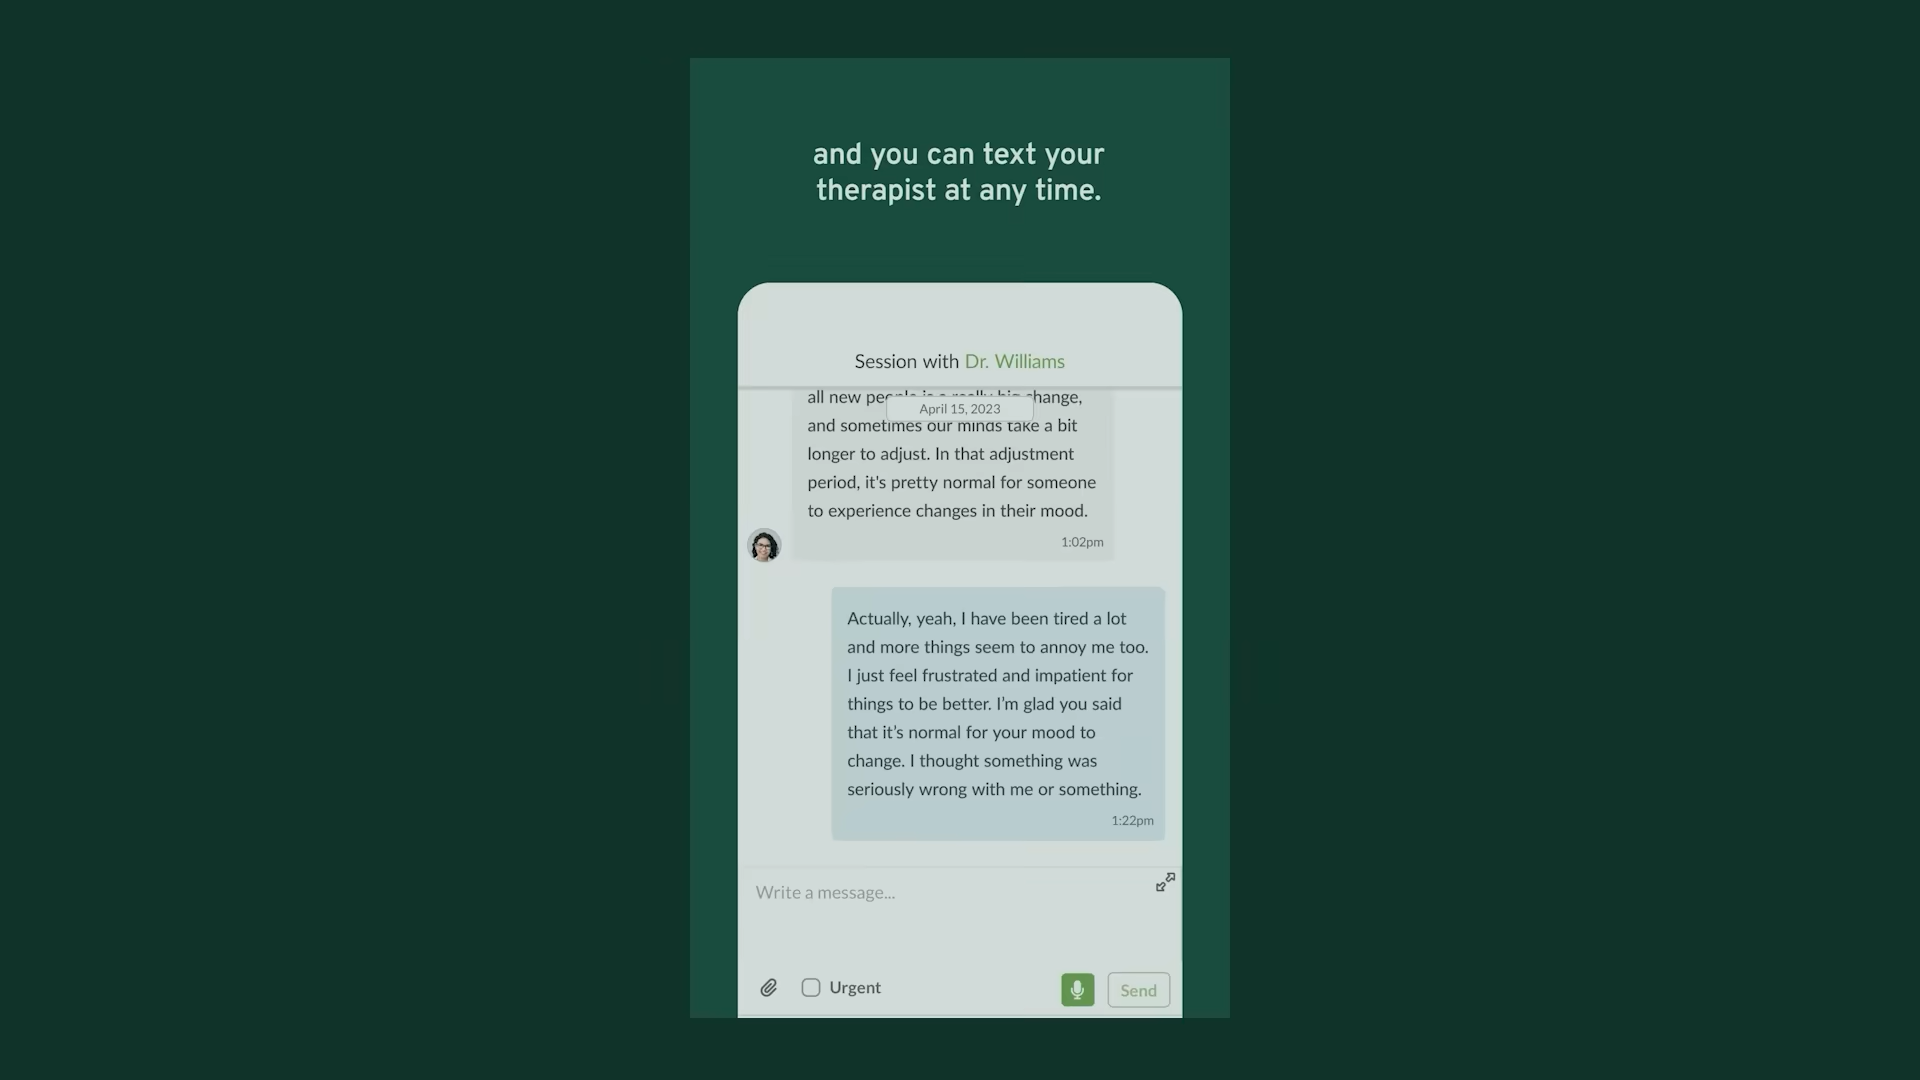 and you can text your
therapist at any time.
Session with Dr. Williams
all new people is a really big change,
April 15, 2023
and sometimes our minds take a bit
longer to adjust. In that adjustment
period, it's pretty normal for someone
to experience changes in their mood.
1:02pm
Actually, yeah, I have been tired a lot
and more things seem to annoy me too.
I just feel frustrated and impatient for
things to be better. I’m glad you said
that it’s normal for your mood to
change. I thought something was
seriously wrong with me or something.
1:22pm
Write a message...
Urgent
Send